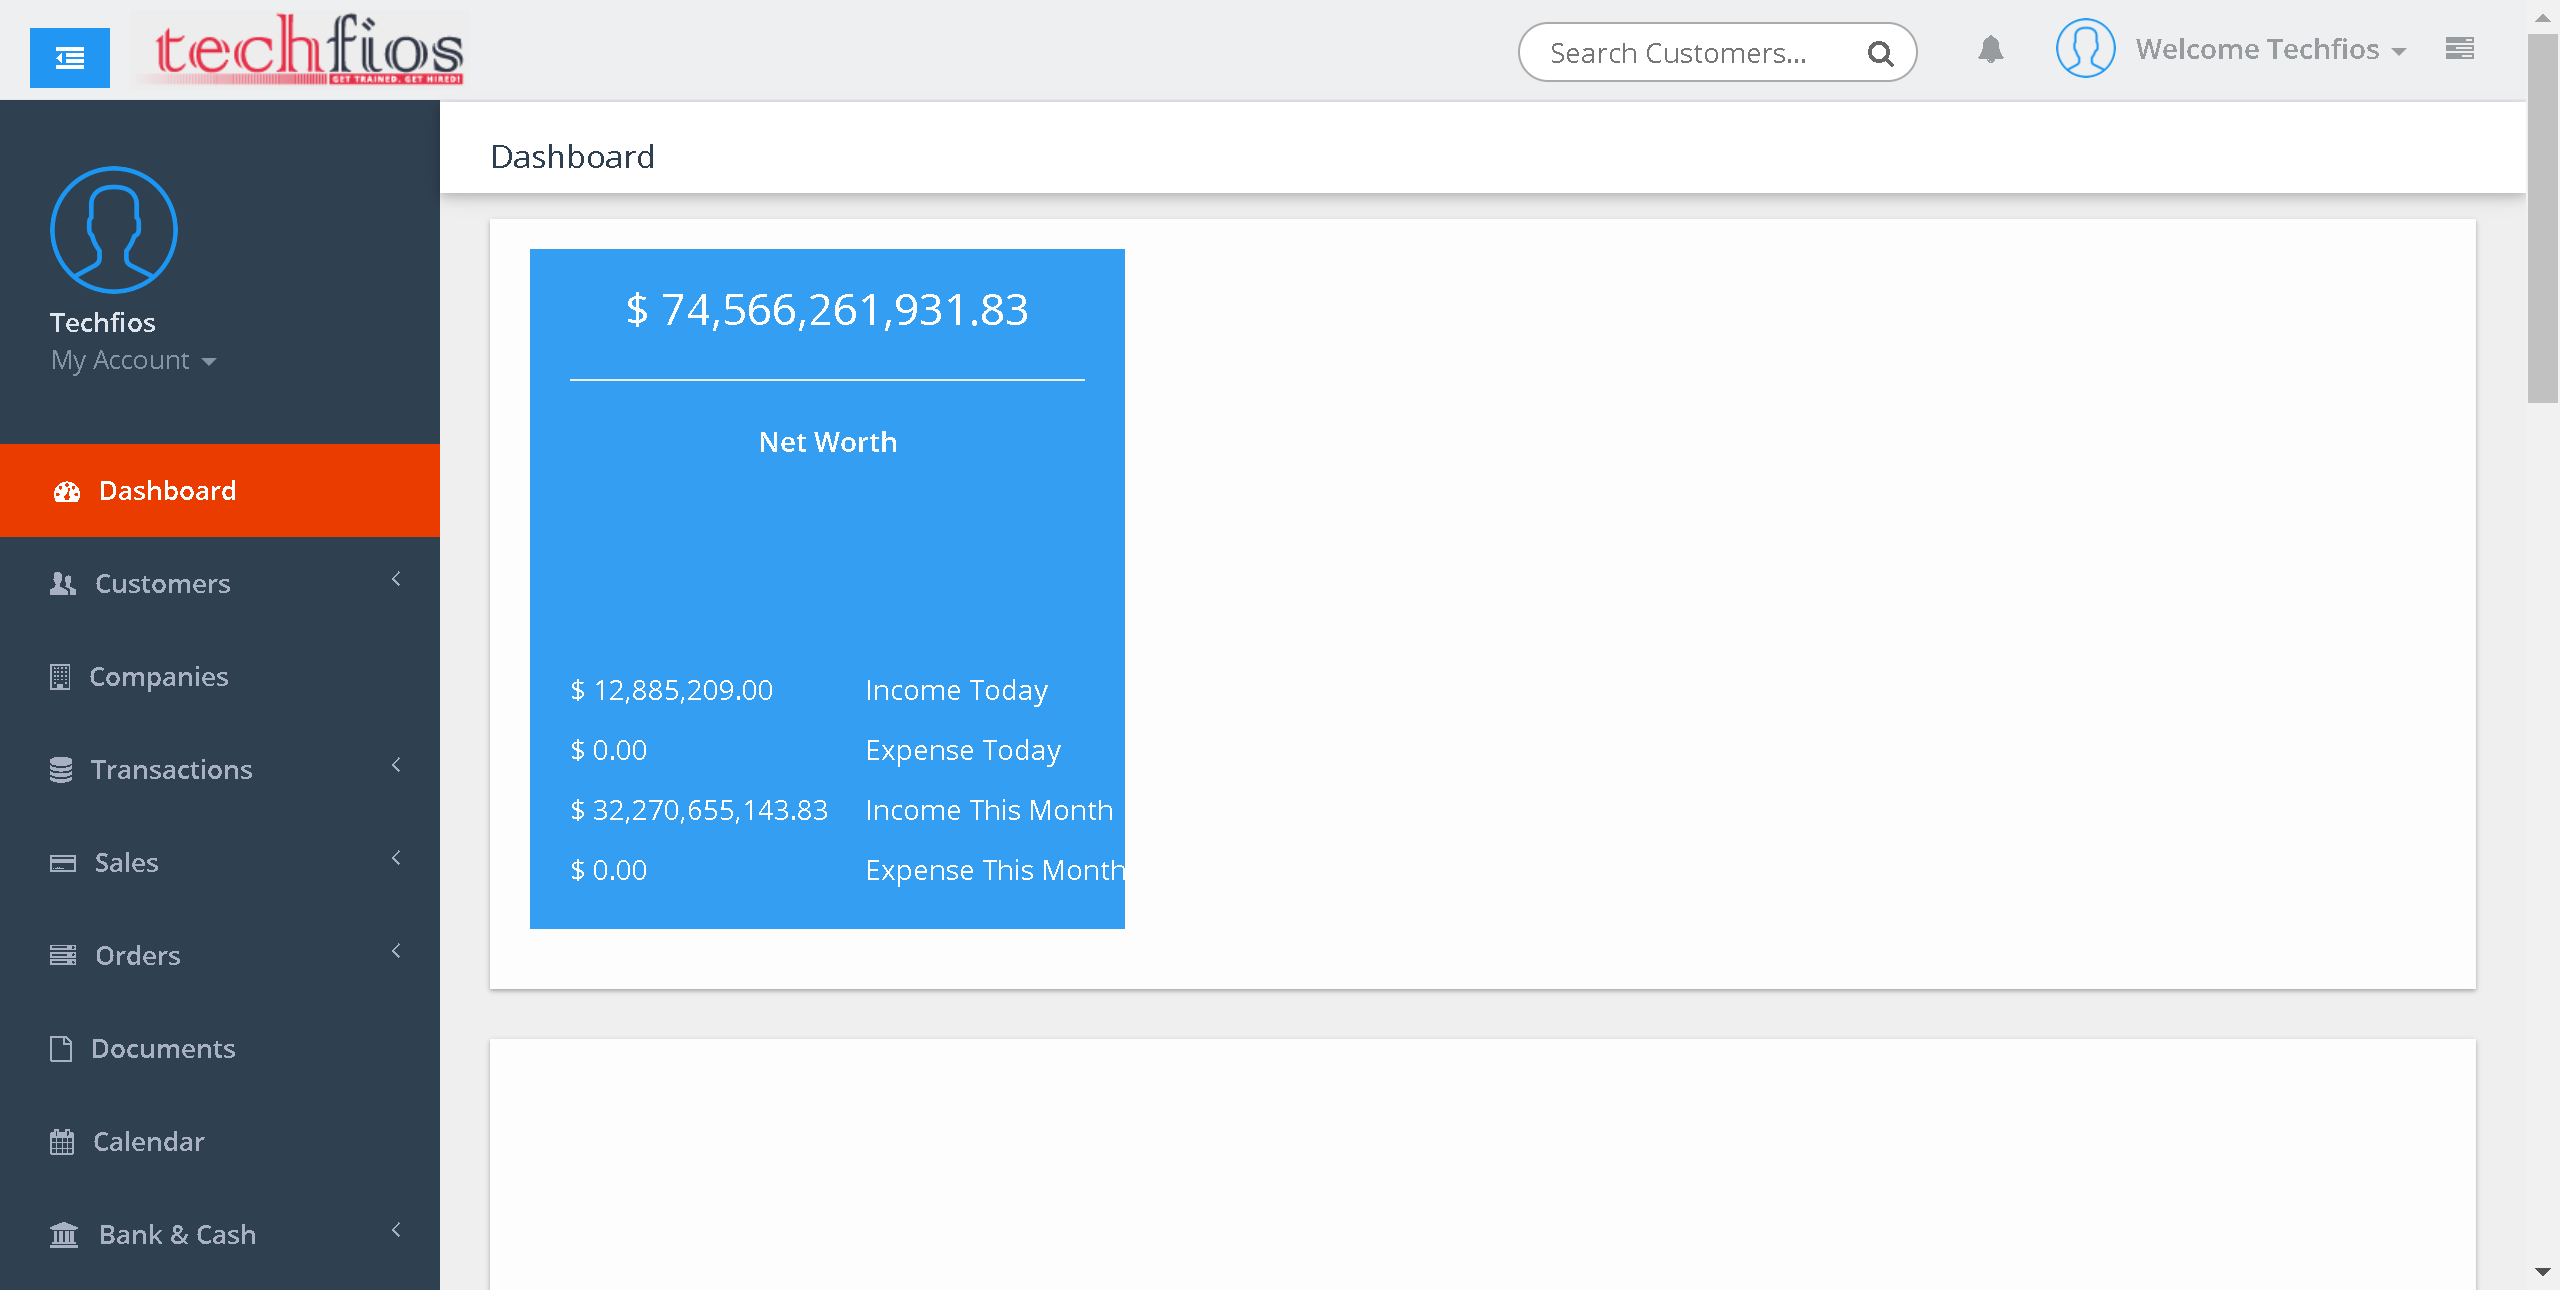 techfios
GET TRAINED. GET HIRED!
Search Customers...
Welcome Techfios
Techfios
My Account
Dashboard
Customers
Companies
Transactions
Sales
Orders
Documents
Calendar
Bank & Cash
Dashboard
$ 74,566,261,931.83
Net Worth
$ 12,885,209.00 Income Today
$ 0.00 Expense Today
$ 32,270,655,143.83 Income This Month
$ 0.00 Expense This Month